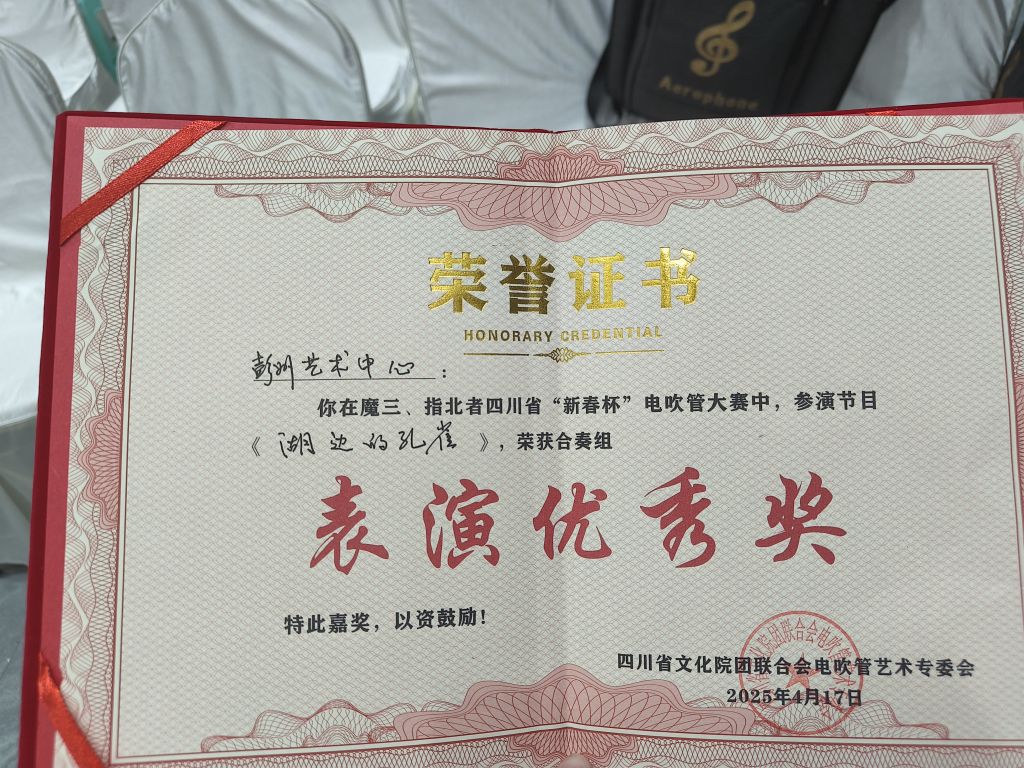 Aerophone
荣誉证书
HONORARY CREDENTIAL
彭州艺术中心：
你在魔三、指北者四川省“新春杯”电吹管大赛中，参演节目
《湖边的孔雀》，荣获合奏组
表演优秀奖
特此嘉奖，以资鼓励！
四川省文化院团联合会电吹管艺术专委会
2025年4月17日